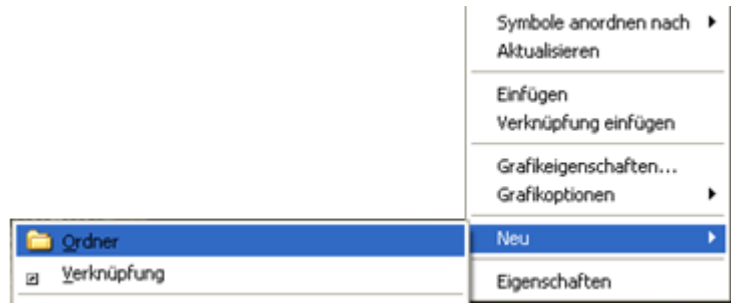 Symbole anordnen nach
Aktualisieren
Einfügen
Verknüpfung einfügen
Grafikeigenschaften...
Grafikoptionen
Neu
Ordner
Verknüpfung
Eigenschaften